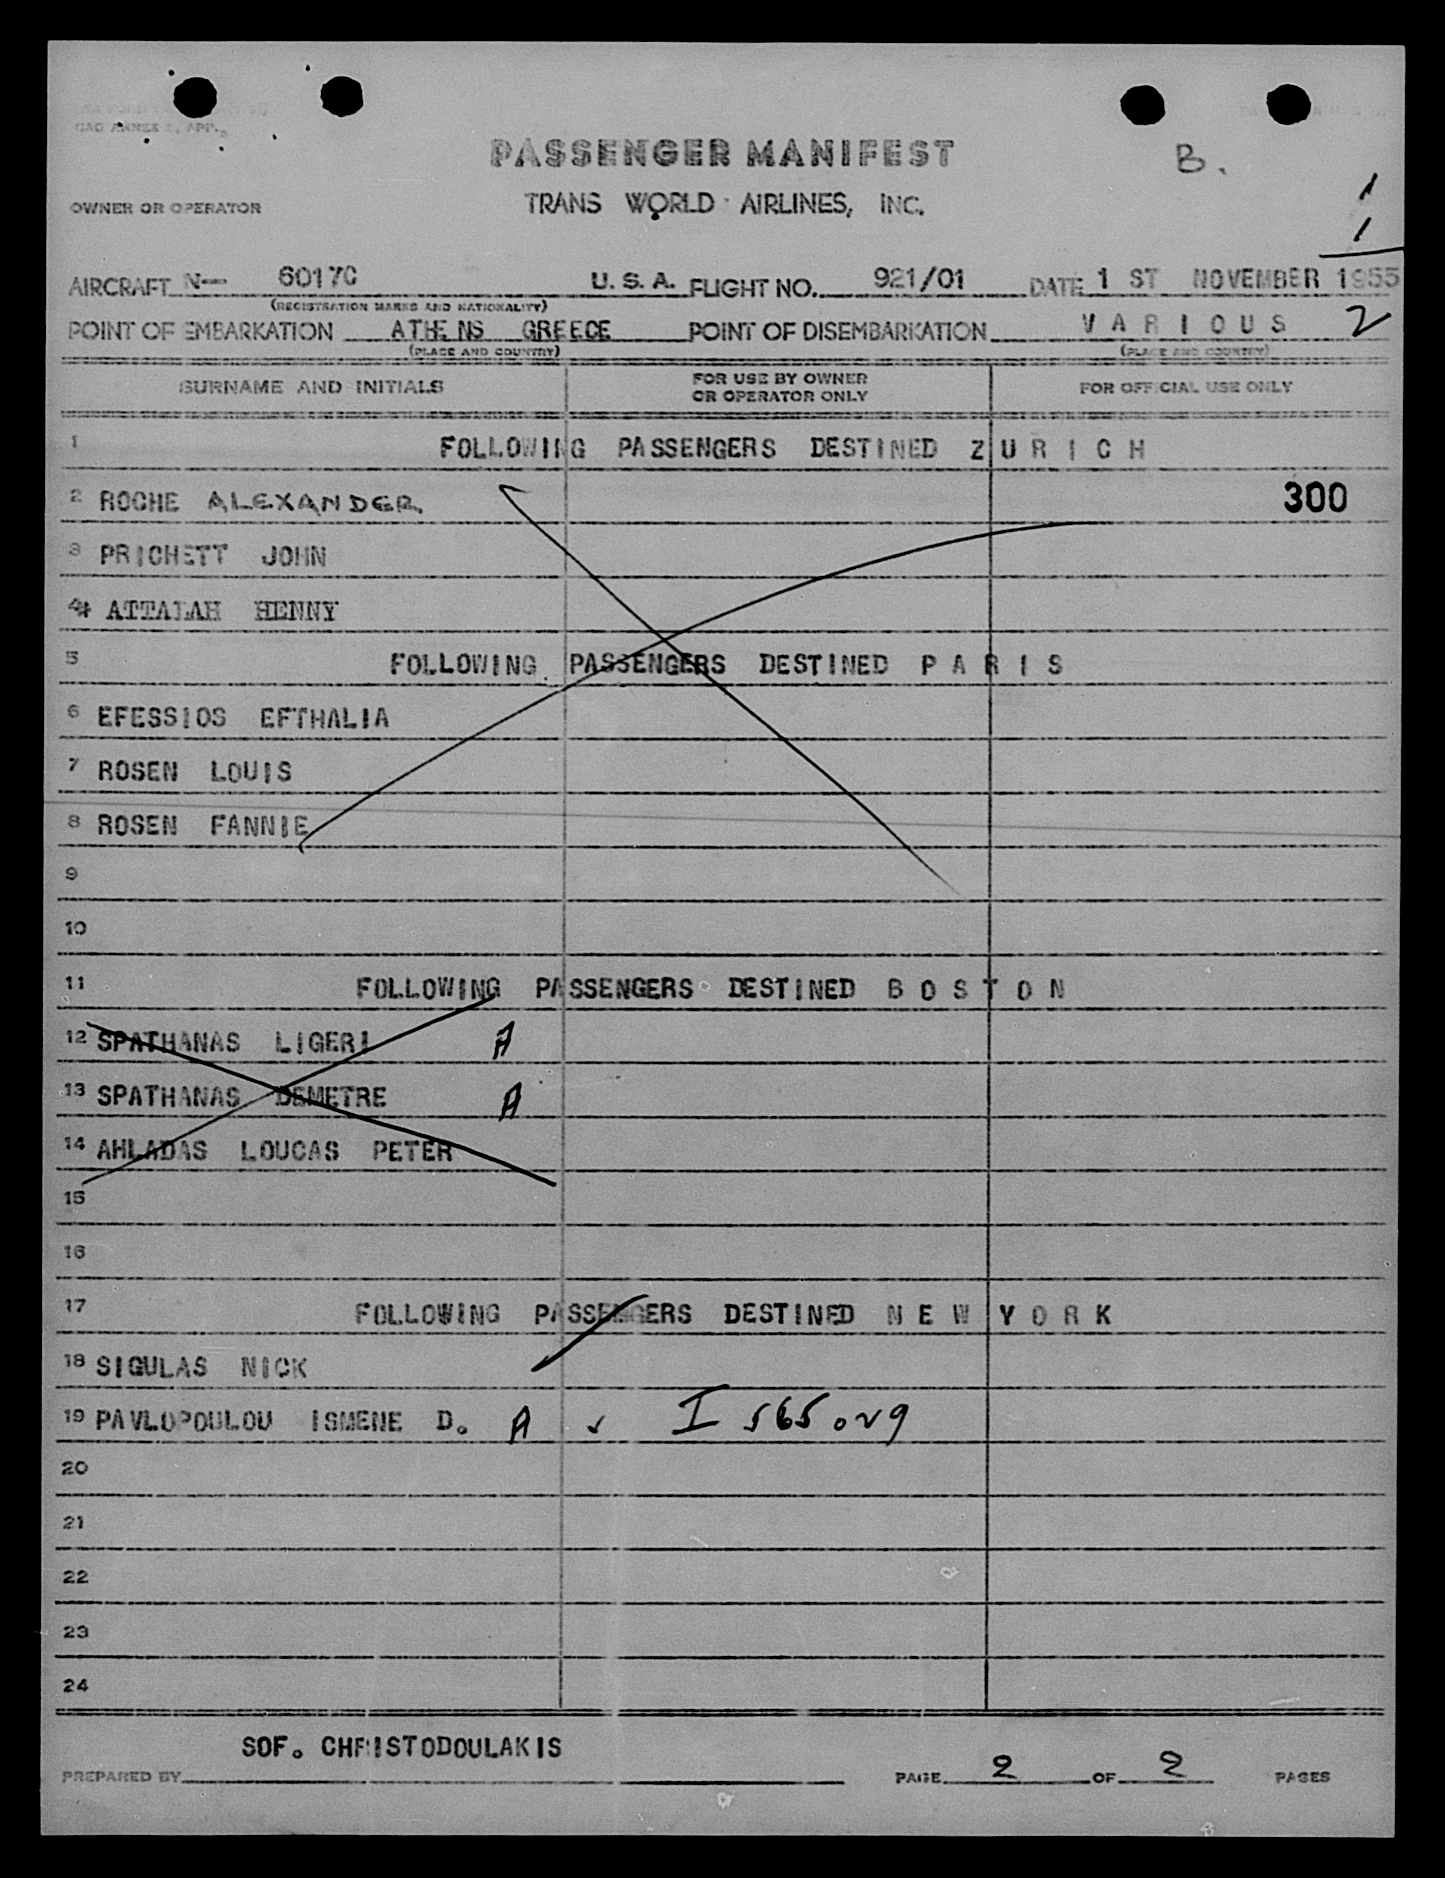 PASSENGER MANIFEST
B.
OWNER OR OPERATOR TRANS WORLD AIRLINES, INC.
1
1
AIRCRAFT N— 6017C U.S.A. FLIGHT NO. 921/01 DATE 1 ST NOVEMBER 1955
(REGISTRATION MARKS AND NATIONALITY)
POINT OF EMBARKATION ATHENS GREECE POINT OF DISEMBARKATION VARIOUS 2
(PLACE AND COUNTRY) (PLACE AND COUNTRY)
SURNAME AND INITIALS FOR USE BY OWNER OR OPERATOR ONLY FOR OFFICIAL USE ONLY
1 FOLLOWING PASSENGERS DESTINED ZURICH
2 ROCHE ALEXANDER. 300
3 PRICHETT JOHN
4 ATTALAH HENNY
5 FOLLOWING PASSENGERS DESTINED PARIS
6 EFESSIOS EFTHALIA
7 ROSEN LOUIS
8 ROSEN FANNIE
9
10
11 FOLLOWING PASSENGERS DESTINED BOSTON
12 SPATHANAS LIGERI A
13 SPATHANAS DEMETRE A
14 AHLADAS LOUCAS PETER
15
16
17 FOLLOWING PASSENGERS DESTINED NEW YORK
18 SIGULAS NICK
19 PAVLOPOULOU ISMENE D. A ✓ I 565029
20
21
22
23
24
SOF. CHRISTODOULAKIS
PREPARED BY PAGE 2 OF 2 PAGES